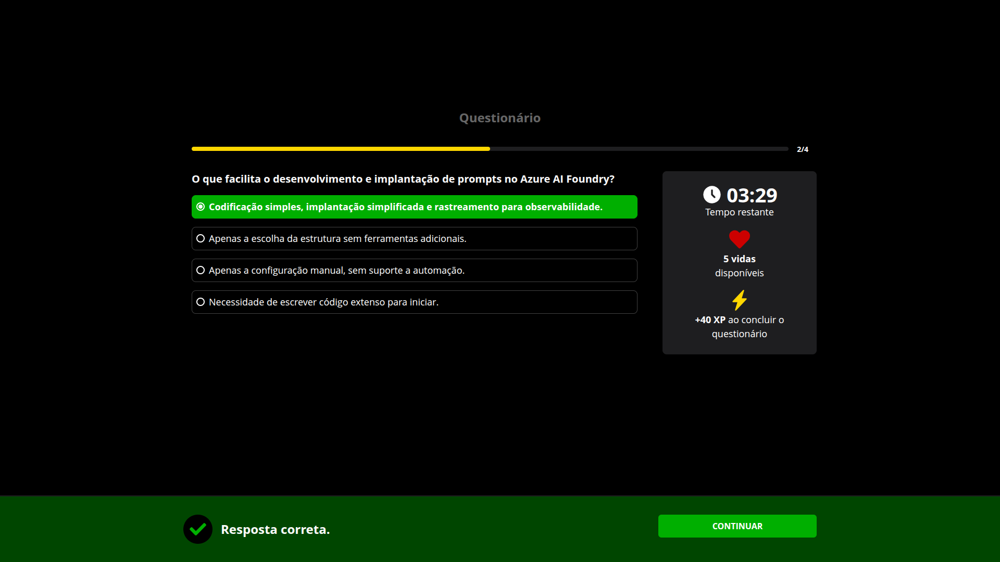 Questionário
2/4
O que facilita o desenvolvimento e implantação de prompts no Azure AI Foundry?
Codificação simples, implantação simplificada e rastreamento para observabilidade.
Apenas a escolha da estrutura sem ferramentas adicionais.
Apenas a configuração manual, sem suporte a automação.
Necessidade de escrever código extenso para iniciar.
03:29
Tempo restante
5 vidas
disponíveis
+40 XP ao concluir o
questionário
Resposta correta.
CONTINUAR